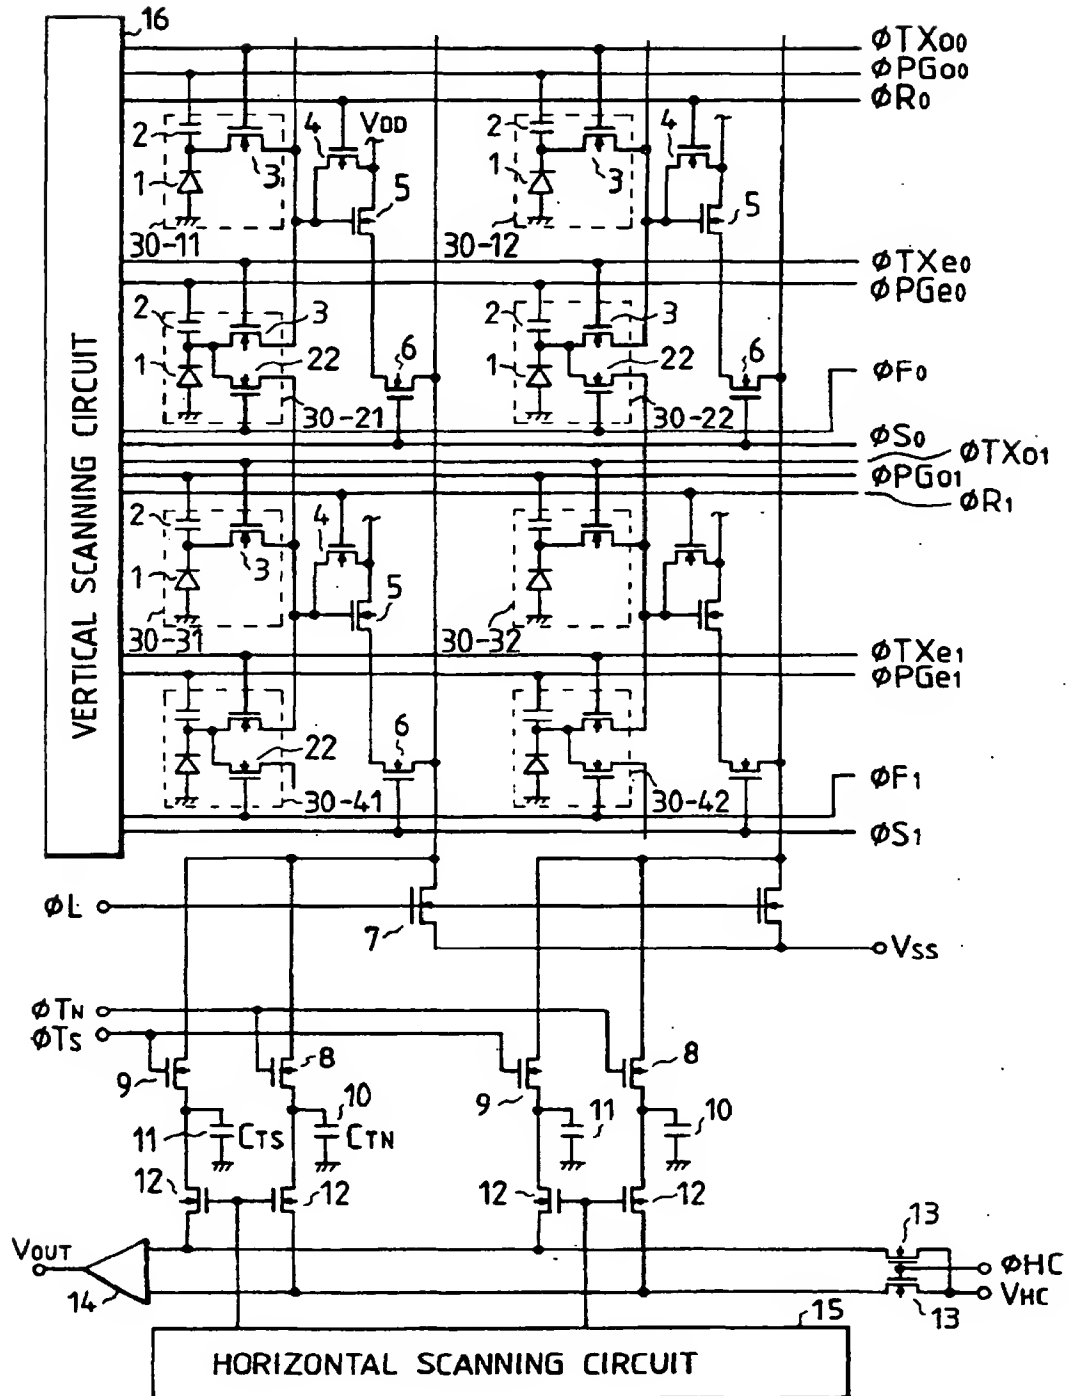 16
ΦTX00
ΦPG00
ΦR0
2
4
VDD
2
4
1
3
5
1
3
5
30-11
30-12
ΦTXe0
ΦPGe0
2
3
2
3
1
22
6
1
22
6
ΦF0
30-21
30-22
ΦS0
ΦTX01
ΦPG01
ΦR1
2
4
2
1
3
5
1
30-31
30-32
ΦTXe1
ΦPGe1
22
6
30-41
30-42
ΦF1
ΦS1
VERTICAL SCANNING CIRCUIT
ΦL
7
VSS
ΦTN
ΦTS
9
8
9
8
11
CTS
10
CTN
11
10
12
12
12
12
13
VOUT
14
ΦHC
VHC
13
15
HORIZONTAL SCANNING CIRCUIT